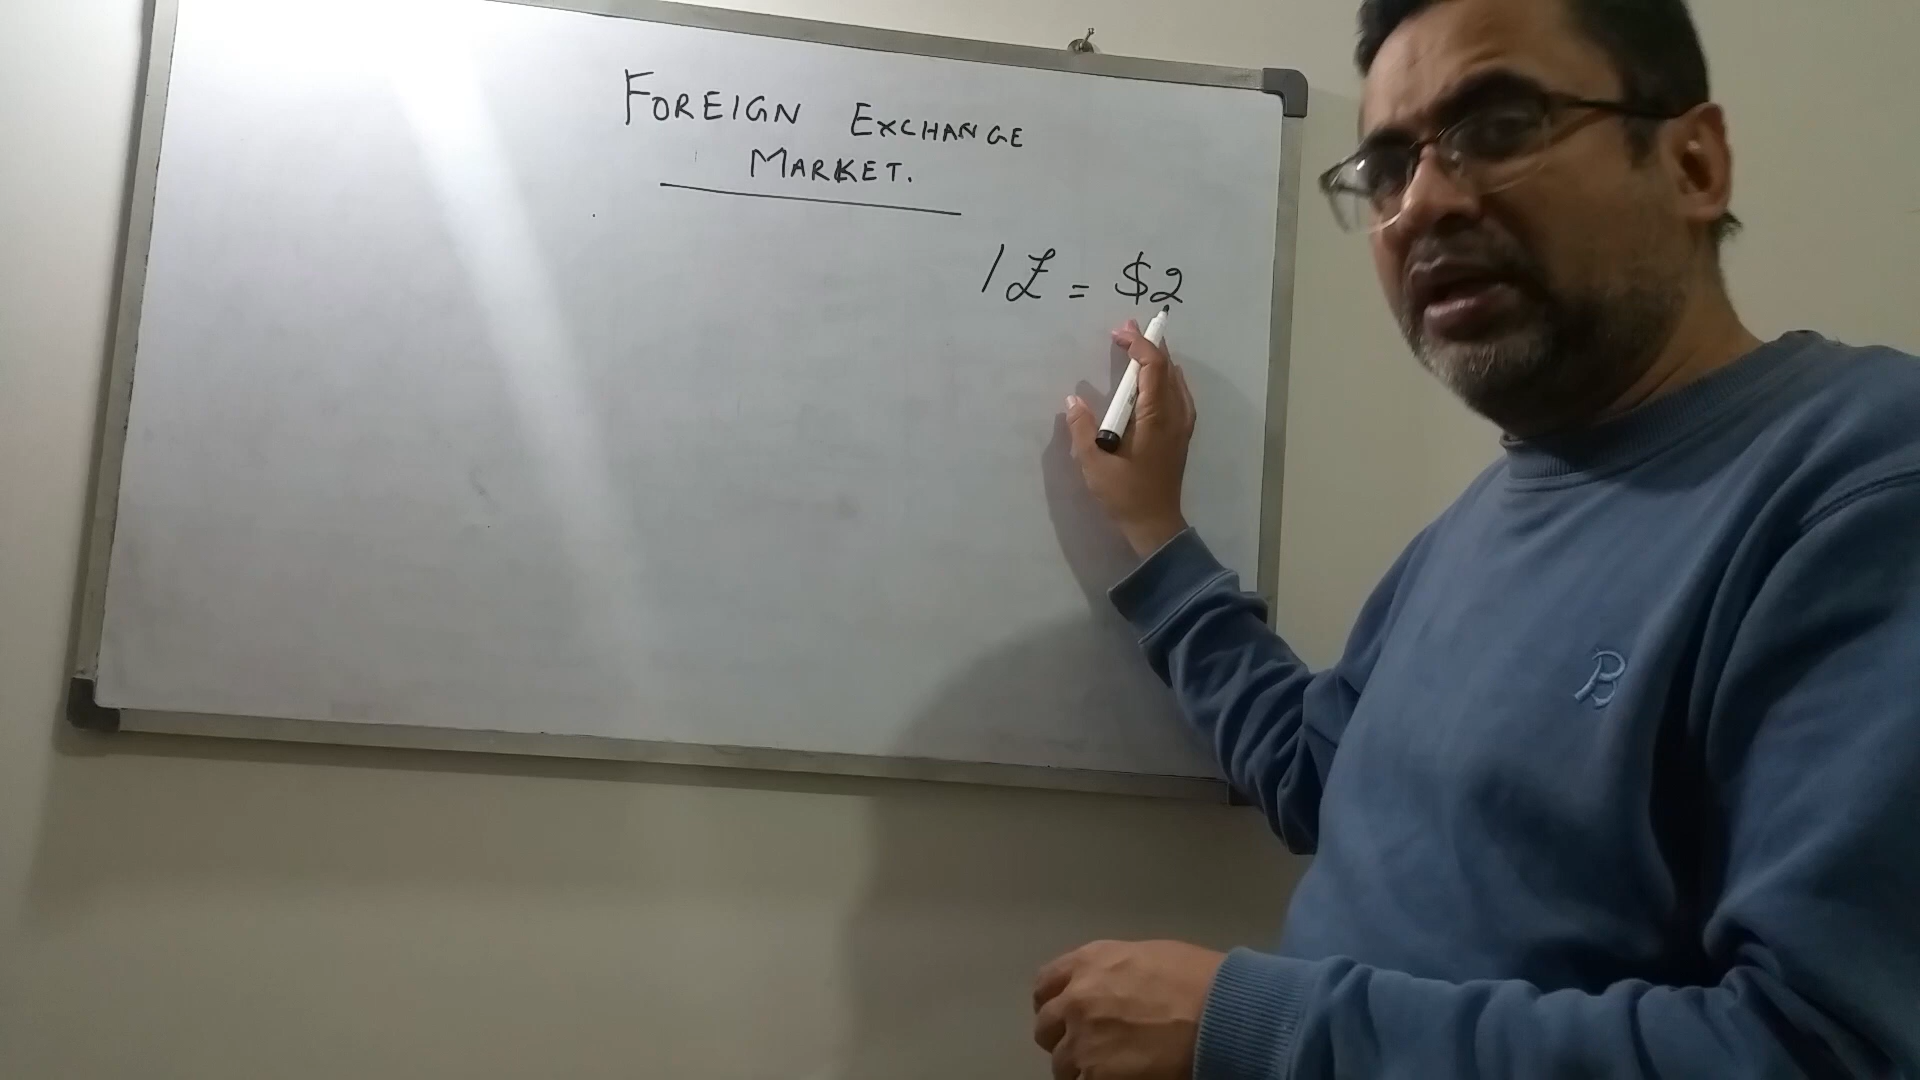 FOREIGN EXCHANGE
MARKET.
1£ = $2
B